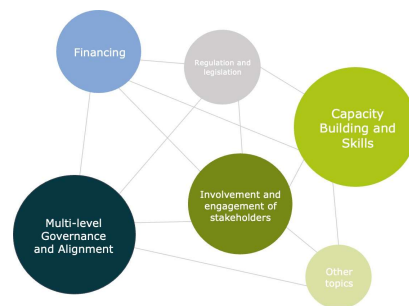 Financing
Regulation and
legislation
Capacity
Building and
Skills
Involvement and
engagement of
stakeholders
Multi-level
Governance
and Alignment
Other
topics